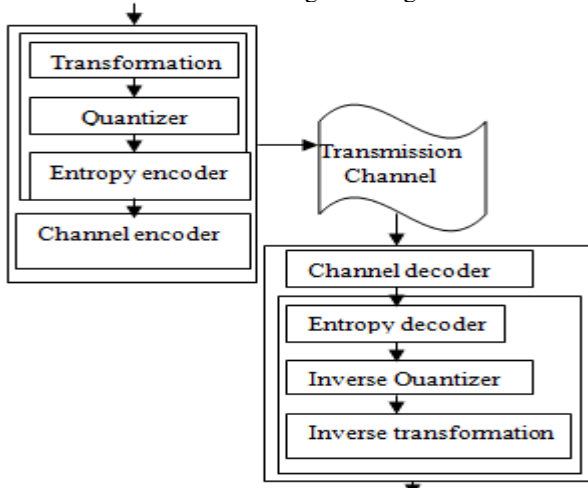 Transformation
Quantizer
Entropy encoder
Channel encoder
Transmission
Channel
Channel decoder
Entropy decoder
Inverse Quantizer
Inverse transformation